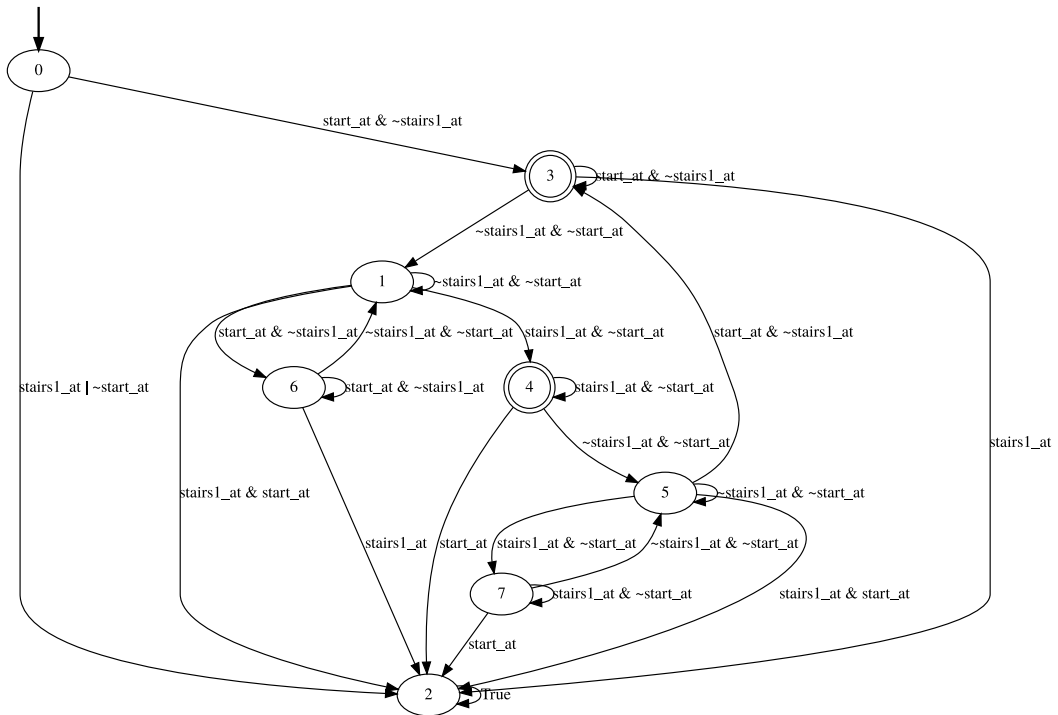 0
start_at & ~stairs1_at
3
start_at & ~stairs1_at
~stairs1_at & ~start_at
1
~stairs1_at & ~start_at
start_at & ~stairs1_at
~stairs1_at & ~start_at
stairs1_at & ~start_at
start_at & ~stairs1_at
stairs1_at | ~start_at
6
start_at & ~stairs1_at
4
stairs1_at & ~start_at
~stairs1_at & ~start_at
stairs1_at
stairs1_at & start_at
5
~stairs1_at & ~start_at
stairs1_at
start_at
stairs1_at & ~start_at
~stairs1_at & ~start_at
7
stairs1_at & ~start_at
stairs1_at & start_at
start_at
2
True